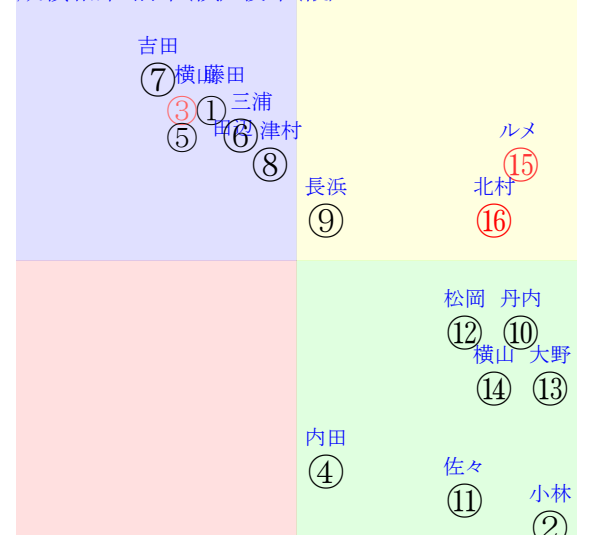 吉田
⑦
横山
藤田
③
①
三浦
⑤
田辺
⑥
津村
⑧
ルメ
⑮
長浜
⑨
北村
⑯
松岡
丹内
⑫
⑩
横山
大野
⑭
⑬
内田
④
佐々
⑪
小林
②